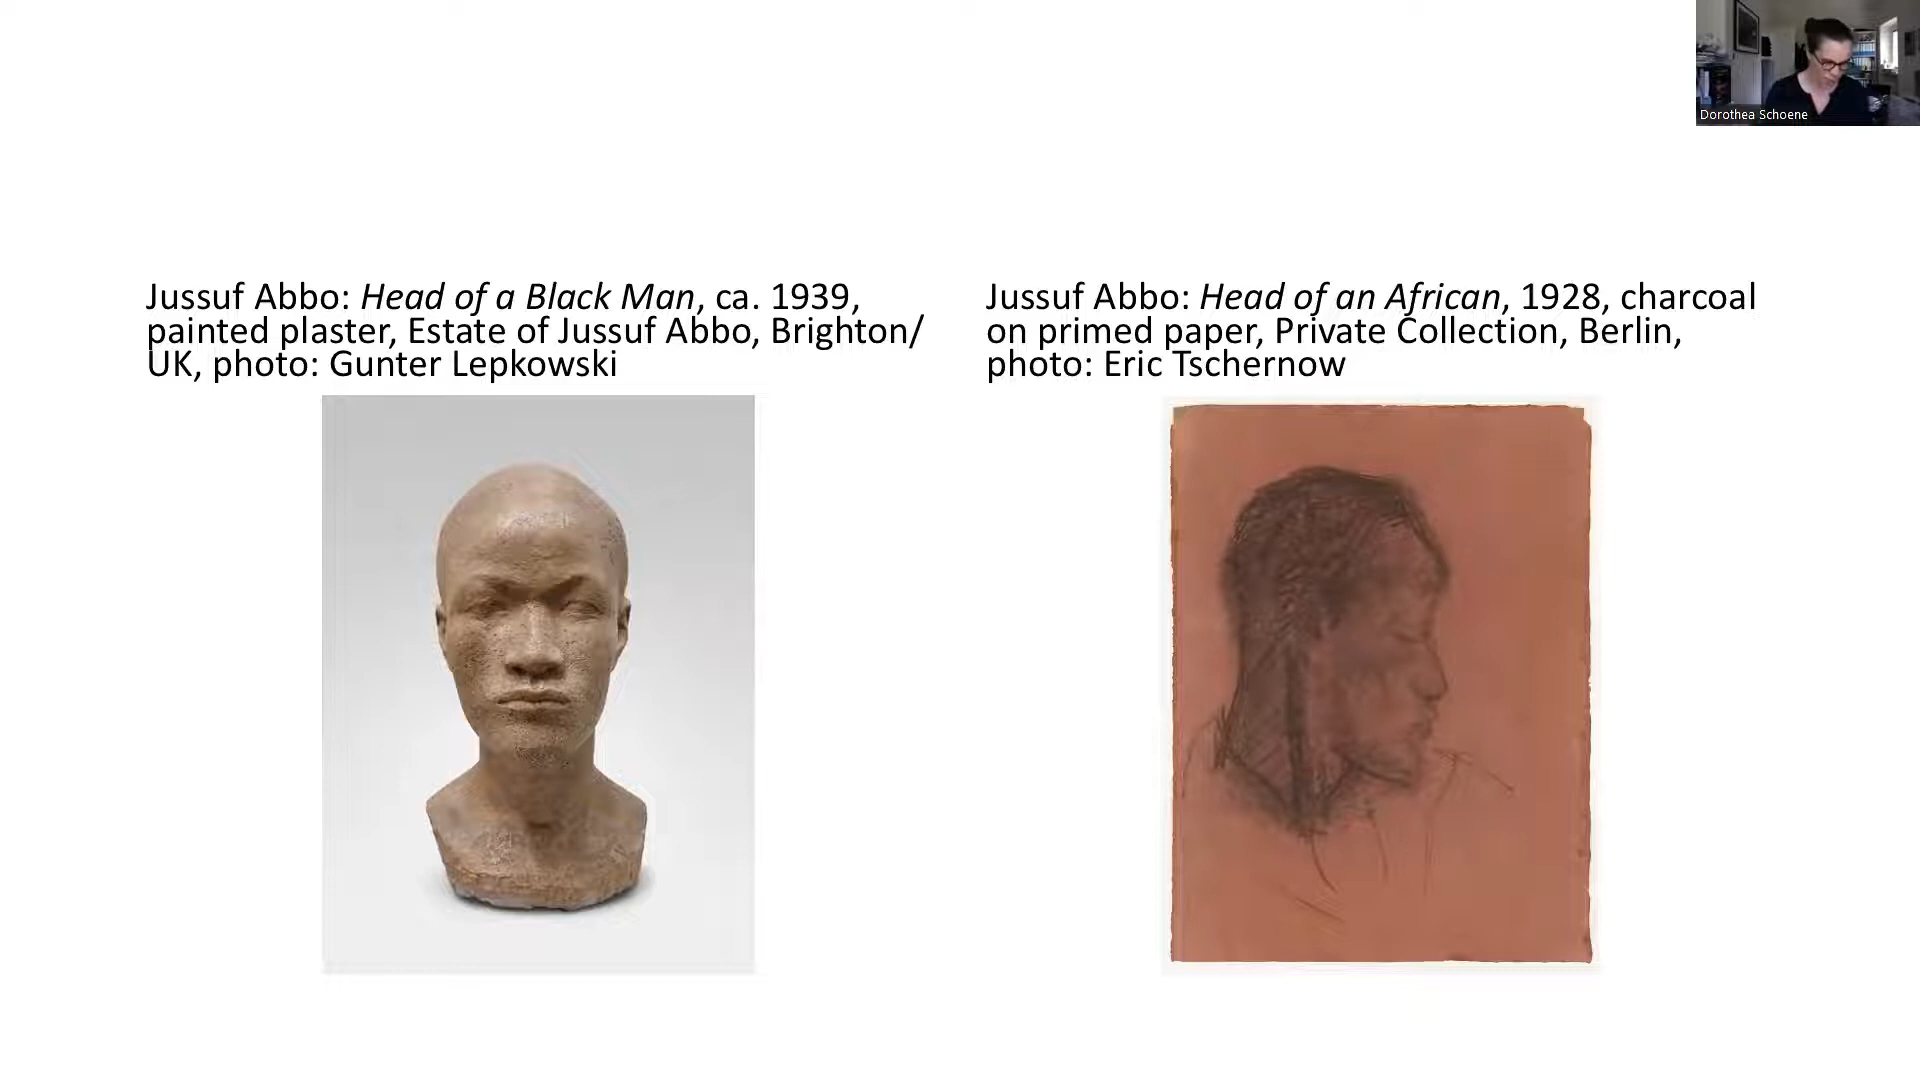 Dorothea Schoene
Jussuf Abbo: Head of a Black Man, ca. 1939,
painted plaster, Estate of Jussuf Abbo, Brighton/
UK, photo: Gunter Lepkowski
Jussuf Abbo: Head of an African, 1928, charcoal
on primed paper, Private Collection, Berlin,
photo: Eric Tschernow